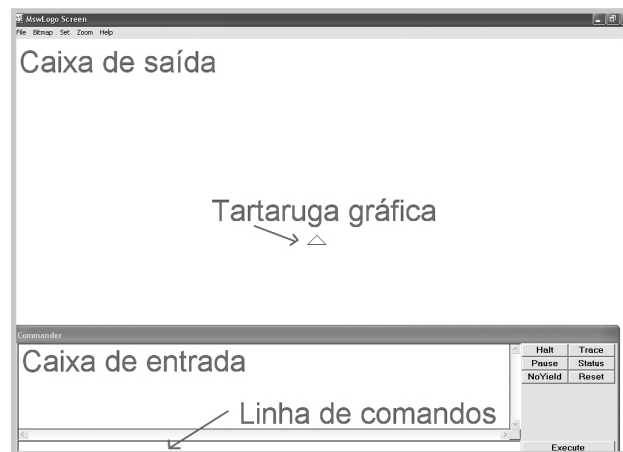 MswLogo Screen
File Bitmap Set Zoom Help
Caixa de saída
Tartaruga gráfica
Commander
Caixa de entrada
Linha de comandos
Halt Trace
Pause Status
NoYield Reset
Execute